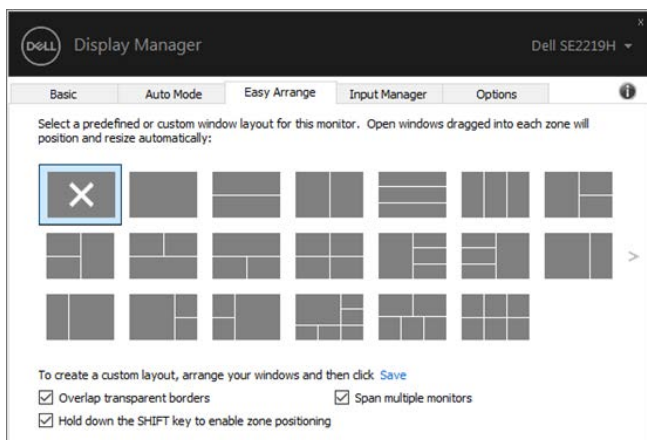 x
DELL Display Manager Dell SE2219H
Basic Auto Mode Easy Arrange Input Manager Options i
Select a predefined or custom window layout for this monitor. Open windows dragged into each zone will
position and resize automatically:
To create a custom layout, arrange your windows and then click Save
Overlap transparent borders Span multiple monitors
Hold down the SHIFT key to enable zone positioning